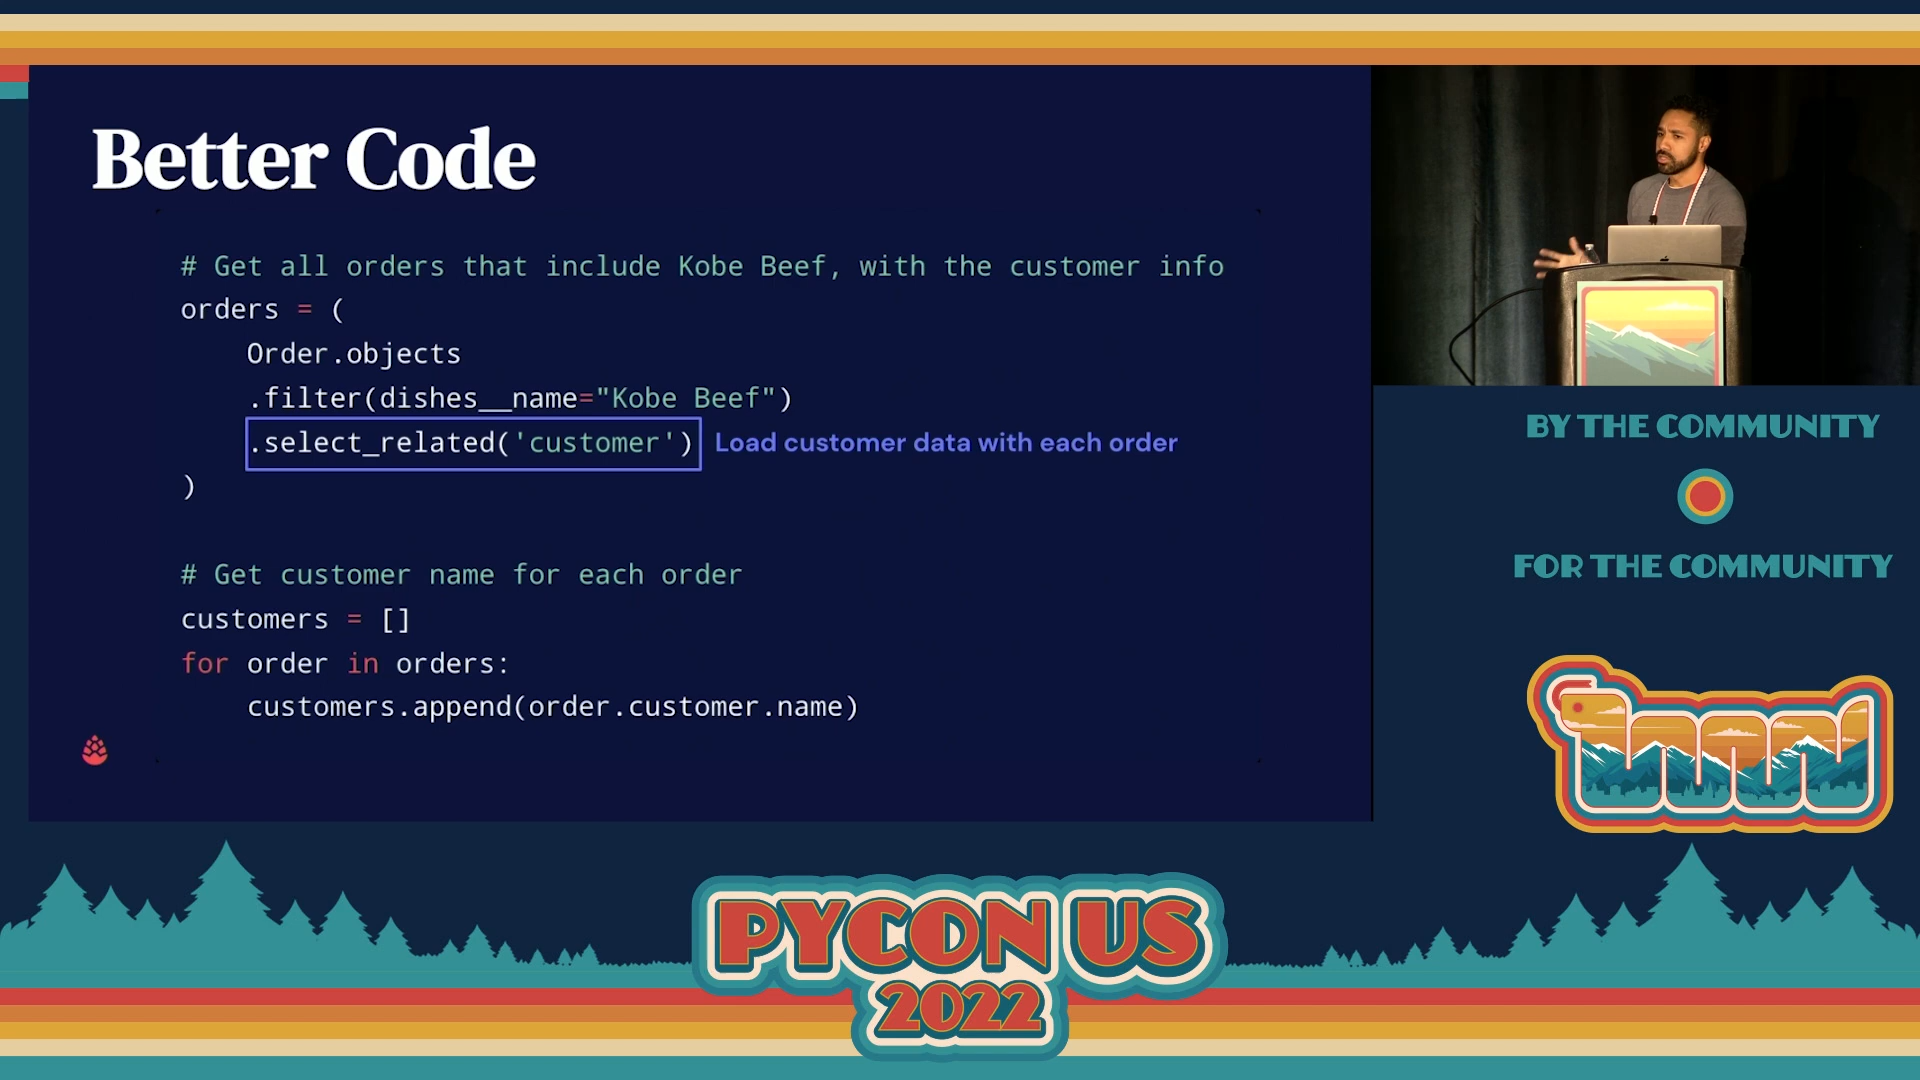 Better Code
# Get all orders that include Kobe Beef, with the customer info
orders = (
    Order.objects
    .filter(dishes__name="Kobe Beef")
    .select_related('customer') Load customer data with each order
)
# Get customer name for each order
customers = []
for order in orders:
    customers.append(order.customer.name)
BY THE COMMUNITY
FOR THE COMMUNITY
PYCON US
2022